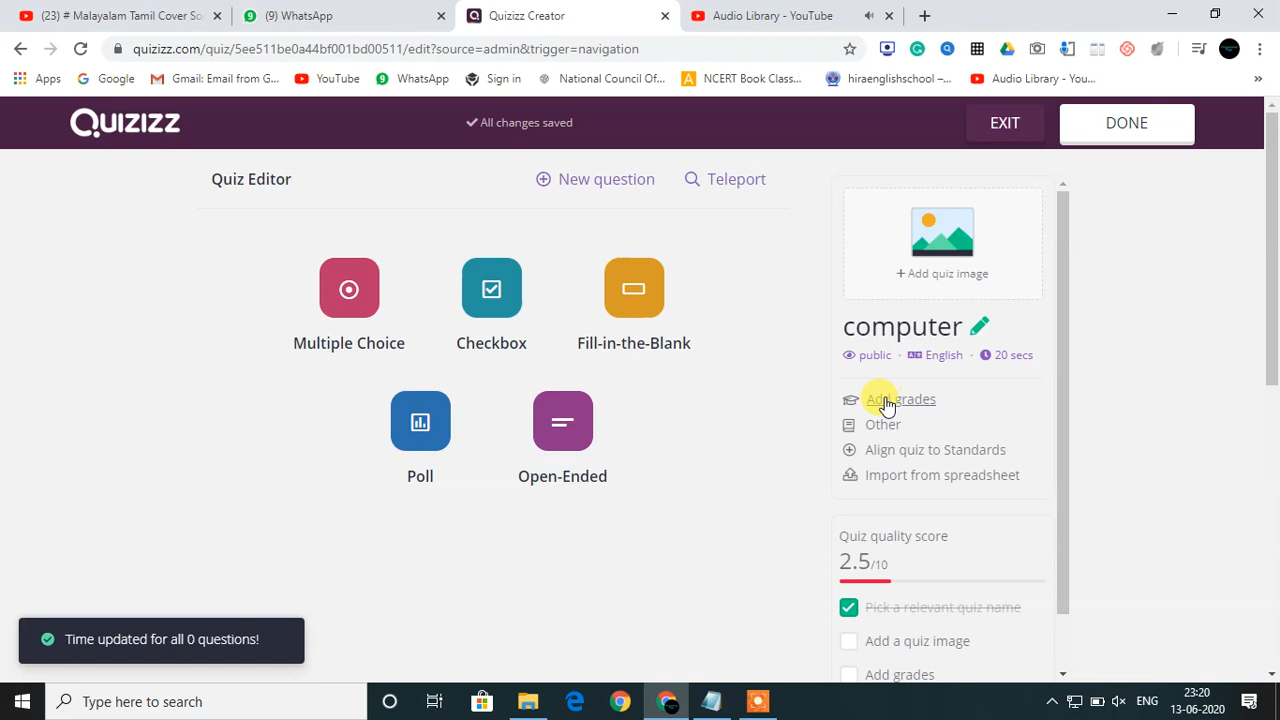 (23) # Malayalam Tamil Cover So
WhatsApp
Quizizz Creator
Audio Library - YouTube
quizizz.com/quiz/5ee511be0a44bf001bd00511/edit?source=admin&trigger=navigation
Apps
Google
Gmail: Email from G...
YouTube
WhatsApp
Sign in
National Council Of...
NCERT Book Class...
hiraenglishschool –...
Audio Library - You...
»
Quizizz
All changes saved
EXIT
DONE
Quiz Editor
New question
Teleport
+ Add quiz image
computer
public · English · 20 secs
Multiple Choice
Checkbox
Fill-in-the-Blank
Add grades
Other
Align quiz to Standards
Import from spreadsheet
Poll
Open-Ended
Quiz quality score
2.5/10
Pick a relevant quiz name
Add a quiz image
Add grades
Time updated for all 0 questions!
Type here to search
ENG
23:20
13-06-2020